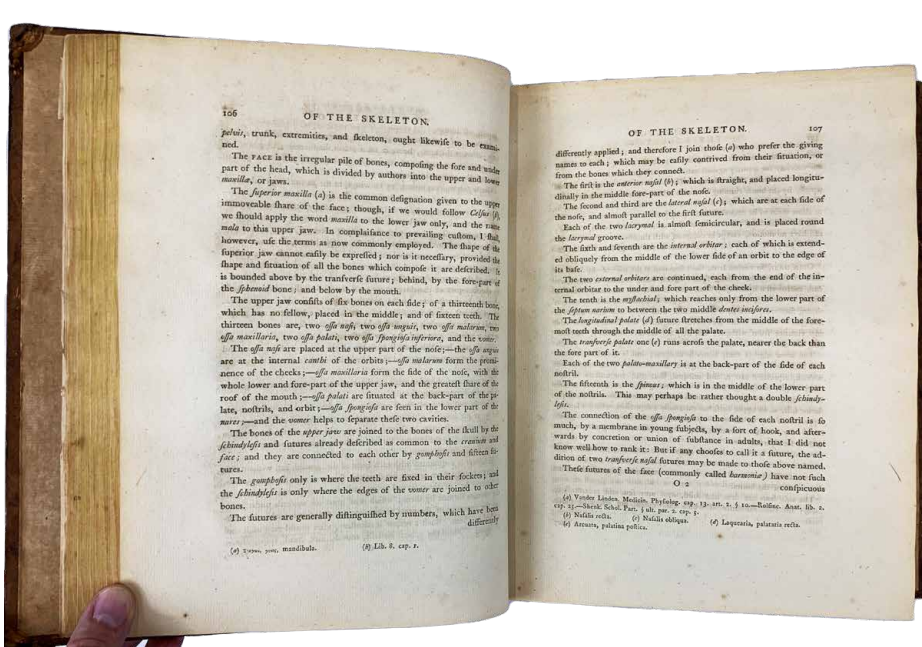 106
OF THE SKELETON.
pelvis, trunk, extremities, and ſkeleton, ought likewiſe to be exami-
ned.
The FACE is the irregular pile of bones, compoſing the fore and under
part of the head, which is divided by authors into the upper and lower
maxillæ, or jaws.
The ſuperior maxilla (a) is the common deſignation given to the upper
immoveable ſhare of the face; though, if we would follow Celſus (b),
we ſhould apply the word maxilla to the lower jaw only, and the name
mala to this upper jaw. In complaiſance to prevailing cuſtom, I ſhall,
however, uſe the terms as now commonly employed. The ſhape of the
ſuperior jaw cannot eaſily be expreſſed; nor is it neceſſary, provided the
ſhape and ſituation of all the bones which compoſe it are deſcribed. It
is bounded above by the tranſverſe ſuture; behind, by the fore-part of
the ſphenoid bone; and below by the mouth.
The upper jaw conſiſts of ſix bones on each ſide; of a thirteenth bone,
which has no fellow, placed in the middle; and of ſixteen teeth. The
thirteen bones are, two oſſa naſi, two oſſa unguis, two oſſa malarum, two
oſſa maxillaria, two oſſa palati, two oſſa ſpongioſa inferiora, and the vomer.
The oſſa naſi are placed at the upper part of the noſe;—the oſſa unguis
are at the internal canthi of the orbits;—oſſa malarum form the promi-
nence of the cheeks;—oſſa maxillaria form the ſide of the noſe, with the
whole lower and fore-part of the upper jaw, and the greateſt ſhare of the
roof of the mouth;—oſſa palati are ſituated at the back-part of the pa-
late, noſtrils, and orbit;—oſſa ſpongioſa are ſeen in the lower part of the
nares;—and the vomer helps to ſeparate theſe two cavities.
The bones of the upper jaw are joined to the bones of the ſkull by the
ſchindyleſis and ſutures already deſcribed as common to the cranium and
face; and they are connected to each other by gomphoſis and fifteen ſu-
tures.
The gomphoſis only is where the teeth are fixed in their ſockets; and
the ſchindyleſis is only where the edges of the vomer are joined to other
bones.
The ſutures are generally diſtinguiſhed by numbers, which have been
differently
(a) mandibula.
(b) Lib. 8. cap. 1.
OF THE SKELETON.
107
differently applied; and therefore I join thoſe (a) who prefer the giving
names to each; which may be eaſily contrived from their ſituation, or
from the bones which they connect.
The firſt is the anterior naſal (b); which is ſtraight, and placed longitu-
dinally in the middle fore-part of the noſe.
The ſecond and third are the lateral naſal (c); which are at each ſide of
the noſe, and almoſt parallel to the firſt ſuture.
Each of the two lacrymal is almoſt ſemicircular, and is placed round
the lacrymal groove.
The ſixth and ſeventh are the internal orbitar; each of which is extend-
ed obliquely from the middle of the lower ſide of an orbit to the edge of
its baſe.
The two external orbitars are continued, each from the end of the in-
ternal orbitar to the under and fore part of the cheek.
The tenth is the myſtachial; which reaches only from the lower part of
the ſeptum narium to between the two middle dentes inciſores.
The longitudinal palate (d) ſuture ſtretches from the middle of the fore-
moſt teeth through the middle of all the palate.
The tranſverſe palate one (e) runs acroſs the palate, nearer the back than
the fore part of it.
Each of the two palato-maxillary is at the back-part of the ſide of each
noſtril.
The fifteenth is the ſpinous; which is in the middle of the lower part
of the noſtrils. This may perhaps be rather thought a double ſchindy-
leſis.
The connection of the oſſa ſpongioſa to the ſide of each noſtril is ſo
much, by a membrane in young ſubjects, by a ſort of hook, and after-
wards by concretion or union of ſubſtance in adults, that I did not
know well how to rank it: But if any chooſes to call it a ſuture, the ad-
dition of two tranſverſe naſal ſutures may be made to thoſe above named.
Theſe ſutures of the face (commonly called harmoniæ) have not ſuch
O 2
conſpicuous
(a) Vander Linden. Medicin. Phyſiolog. cap. 13. art. 2. § 10.—Rolfinc. Anat. lib. 2.
cap. 25.—Shenk. Schol. Part. § ult. par. 2. cap. 5.
(b) Naſalis recta.
(c) Naſalis obliqua.
(d) Laquearia, palataris recta.
(e) Arcuata, palatina poſtica.